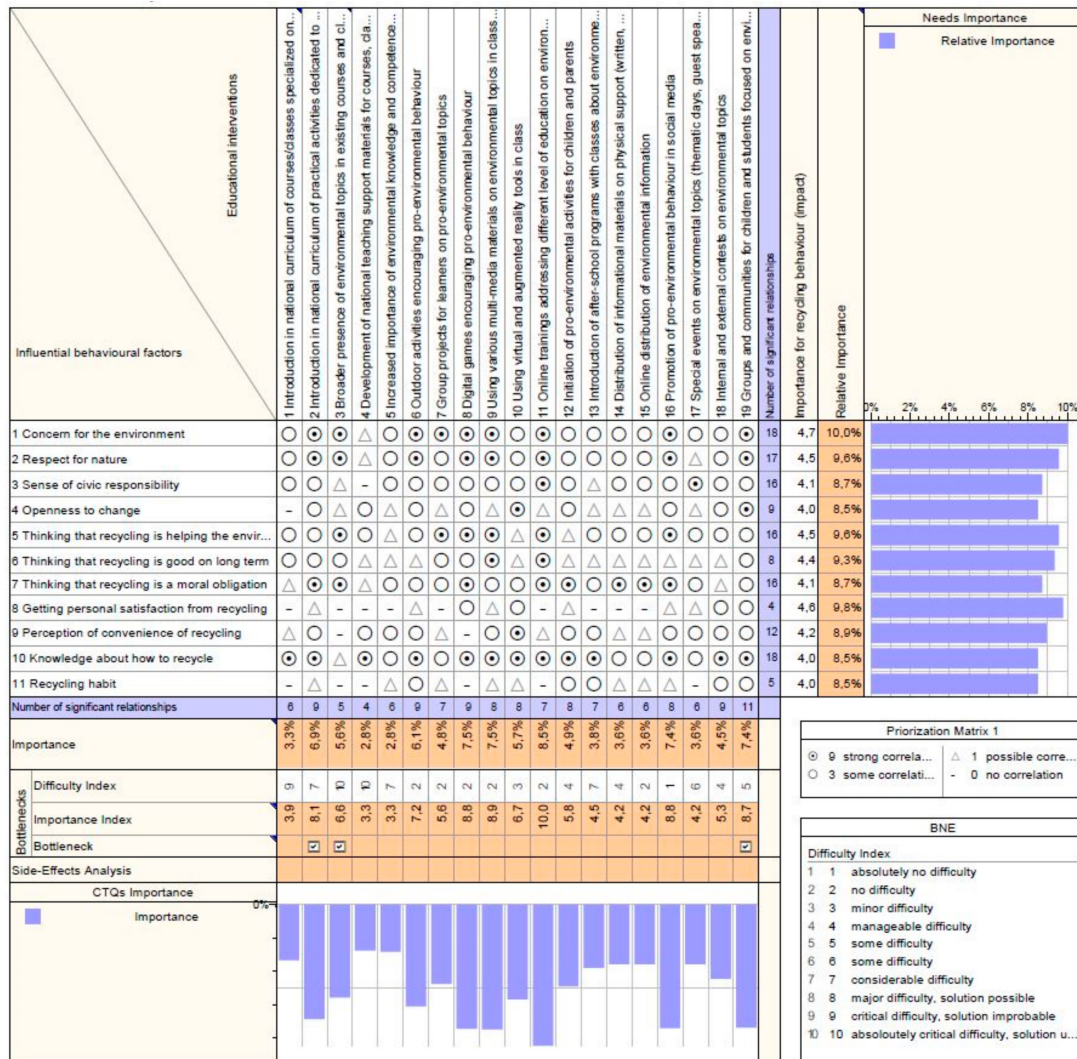 Educational interventions
Influential behavioural factors
1 Introduction in national curriculum of courses/classes specialized on...
2 Introduction in national curriculum of practical activities dedicated to ...
3 Broader presence of environmental topics in existing courses and cl...
4 Development of national teaching support materials for courses, cla...
5 Increased importance of environmental knowledge and competence...
6 Outdoor activities encouraging pro-environmental behaviour
7 Group projects for learners on pro-environmental topics
8 Digital games encouraging pro-environmental behaviour
9 Using various multi-media materials on environmental topics in class...
10 Using virtual and augmented reality tools in class
11 Online trainings addressing different level of education on environ...
12 Initiation of pro-environmental activities for children and parents
13 Introduction of after-school programs with classes about environme...
14 Distribution of informational materials on physical support (written, ...
15 Online distribution of environmental information
16 Promotion of pro-environmental behaviour in social media
17 Special events on environmental topics (thematic days, guest spea...
18 Internal and external contests on environmental topics
19 Groups and communities for children and students focused on envi...
Number of significant relationships
Importance for recycling behaviour (impact)
Relative Importance
Needs Importance
Relative Importance
0% 2% 4% 6% 8% 10%
1 Concern for the environment 18 4,7 10,0%
2 Respect for nature 17 4,5 9,6%
3 Sense of civic responsibility - 16 4,1 8,7%
4 Openness to change - 9 4,0 8,5%
5 Thinking that recycling is helping the envir... 16 4,5 9,6%
6 Thinking that recycling is good on long term 8 4,4 9,3%
7 Thinking that recycling is a moral obligation 16 4,1 8,7%
8 Getting personal satisfaction from recycling - - - - - - - - 4 4,6 9,8%
9 Perception of convenience of recycling - - 12 4,2 8,9%
10 Knowledge about how to recycle 18 4,0 8,5%
11 Recycling habit - - - - - - 5 4,0 8,5%
Number of significant relationships 6 9 5 4 6 9 7 9 8 8 7 8 7 6 6 8 6 9 11
Importance 3,3% 6,9% 5,6% 2,8% 2,8% 6,1% 4,8% 7,5% 7,5% 5,7% 8,5% 4,9% 3,8% 3,6% 3,6% 7,4% 3,6% 4,5% 7,4%
Bottlenecks
Difficulty Index 9 7 10 10 3 2 2 2 2 3 2 4 7 4 2 1 6 4 5
Importance Index 3,9 8,1 6,6 3,3 3,3 7,2 5,6 8,8 8,9 6,7 10,0 5,8 4,5 4,2 4,2 8,8 4,2 5,3 8,7
Bottleneck
Side-Effects Analysis
CTQs Importance
Importance
0%
Priorization Matrix 1
9 strong correla... 1 possible corre...
3 some correlati... - 0 no correlation
BNE
Difficulty Index
1 1 absolutely no difficulty
2 2 no difficulty
3 3 minor difficulty
4 4 manageable difficulty
5 5 some difficulty
6 6 some difficulty
7 7 considerable difficulty
8 8 major difficulty, solution possible
9 9 critical difficulty, solution improbable
10 10 absoloutely critical difficulty, solution u...